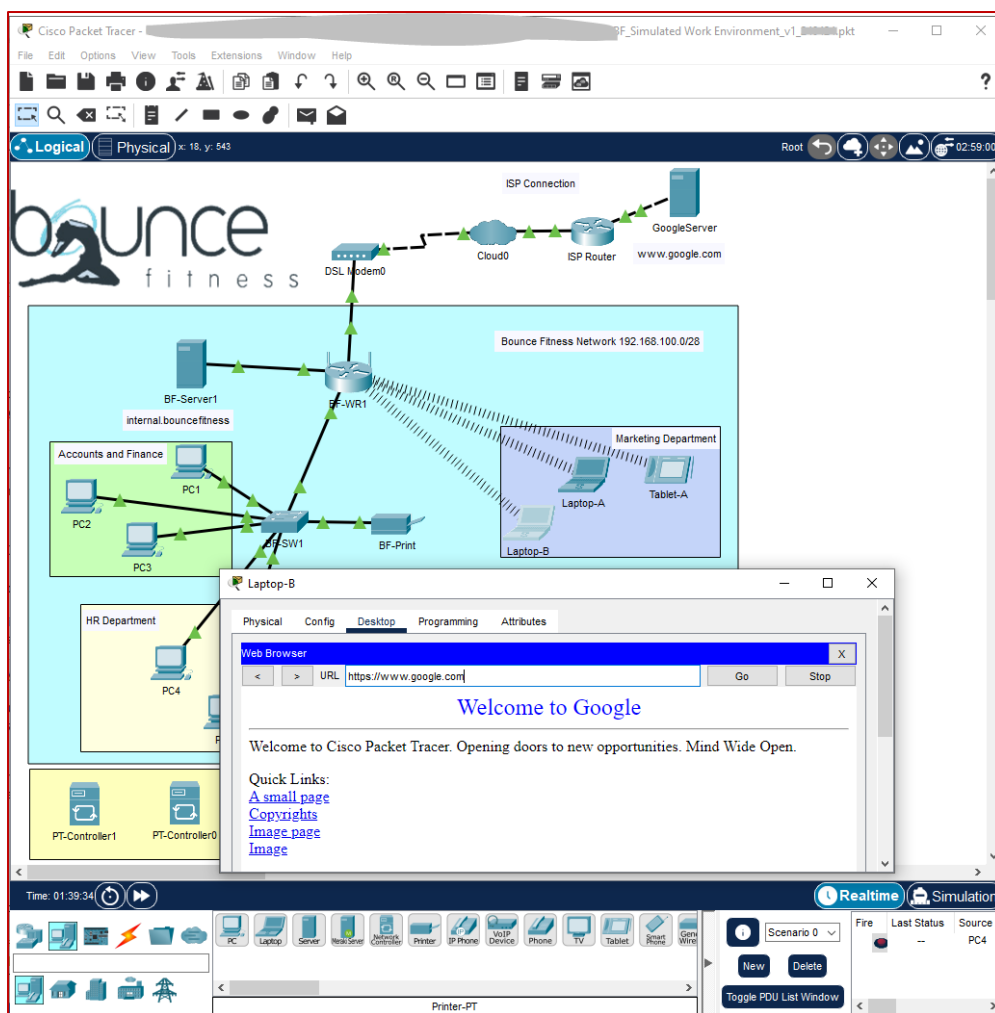 Cisco Packet Tracer -
BF_Simulated Work Environment_v1_ .pkt
File Edit Options View Tools Extensions Window Help
?
Logical Physical x: 18, y: 543 Root 02:59:00
bounce
fitness
ISP Connection
GoogleServer
www.google.com
DSL Modem0
Cloud0
ISP Router
Bounce Fitness Network 192.168.100.0/28
BF-Server1
BF-WR1
internal.bouncefitness
Marketing Department
Accounts and Finance
PC1
Laptop-A
Tablet-A
PC2
BF-SW1
BF-Print
Laptop-B
PC3
HR Department
PC4
PT-Controller1
PT-Controller0
Laptop-B
Physical Config Desktop Programming Attributes
Web Browser X
< > URL https://www.google.com Go Stop
Welcome to Google
Welcome to Cisco Packet Tracer. Opening doors to new opportunities. Mind Wide Open.
Quick Links:
A small page
Copyrights
Image page
Image
Time: 01:39:34 Realtime Simulation
PC Laptop Server Meraki Server Network Controller Printer IP Phone VoIP Device Phone TV Tablet Smart Phone
Printer-PT
Scenario 0
New Delete
Toggle PDU List Window
Fire Last Status Source
-- PC4